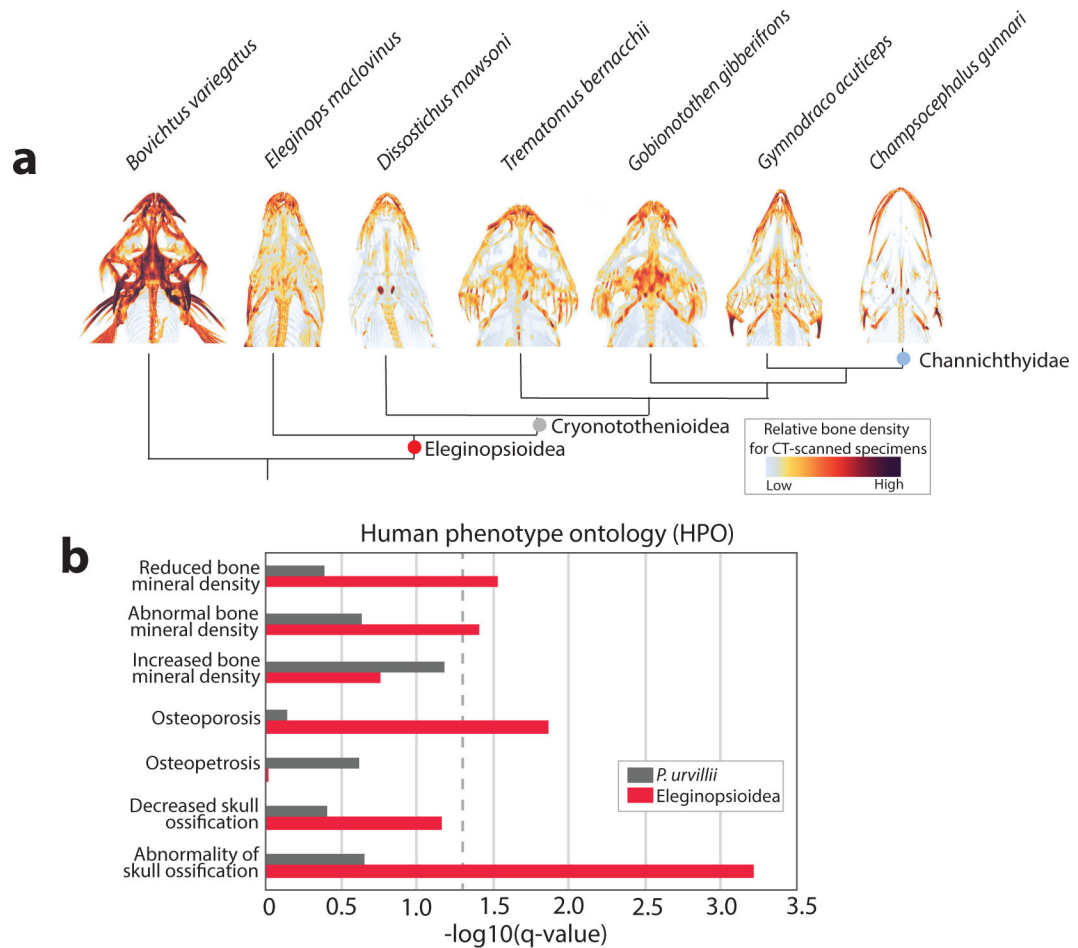 a
Bovichtus variegatus
Eleginops maclovinus
Dissostichus mawsoni
Trematomus bernacchii
Gobionotothen gibberifrons
Gymnodraco acuticeps
Champsocephalus gunnari
Channichthyidae
Cryonotothenioidea
Eleginopsioidea
Relative bone density
for CT-scanned specimens
Low High
b
Human phenotype ontology (HPO)
Reduced bone
mineral density
Abnormal bone
mineral density
Increased bone
mineral density
Osteoporosis
Osteopetrosis
Decreased skull
ossification
Abnormality of
skull ossification
P. urvillii
Eleginopsioidea
0 0.5 1.0 1.5 2.0 2.5 3.0 3.5
-log10(q-value)